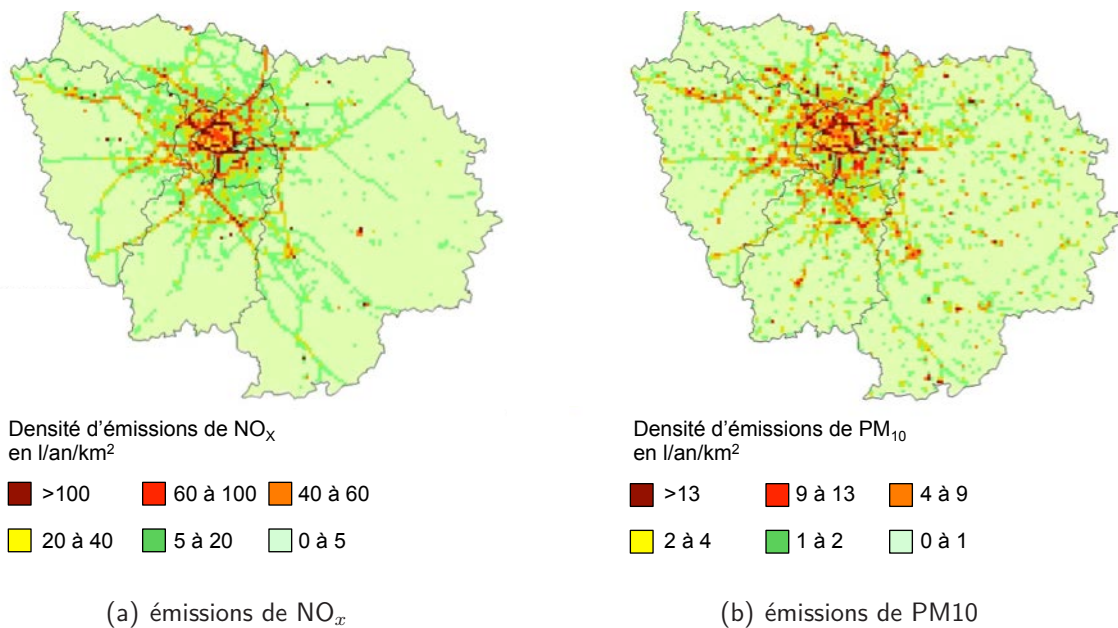 Densité d'émissions de NOX
en l/an/km²
>100
60 à 100
40 à 60
20 à 40
5 à 20
0 à 5
(a) émissions de NOx
Densité d'émissions de PM10
en l/an/km²
>13
9 à 13
4 à 9
2 à 4
1 à 2
0 à 1
(b) émissions de PM10